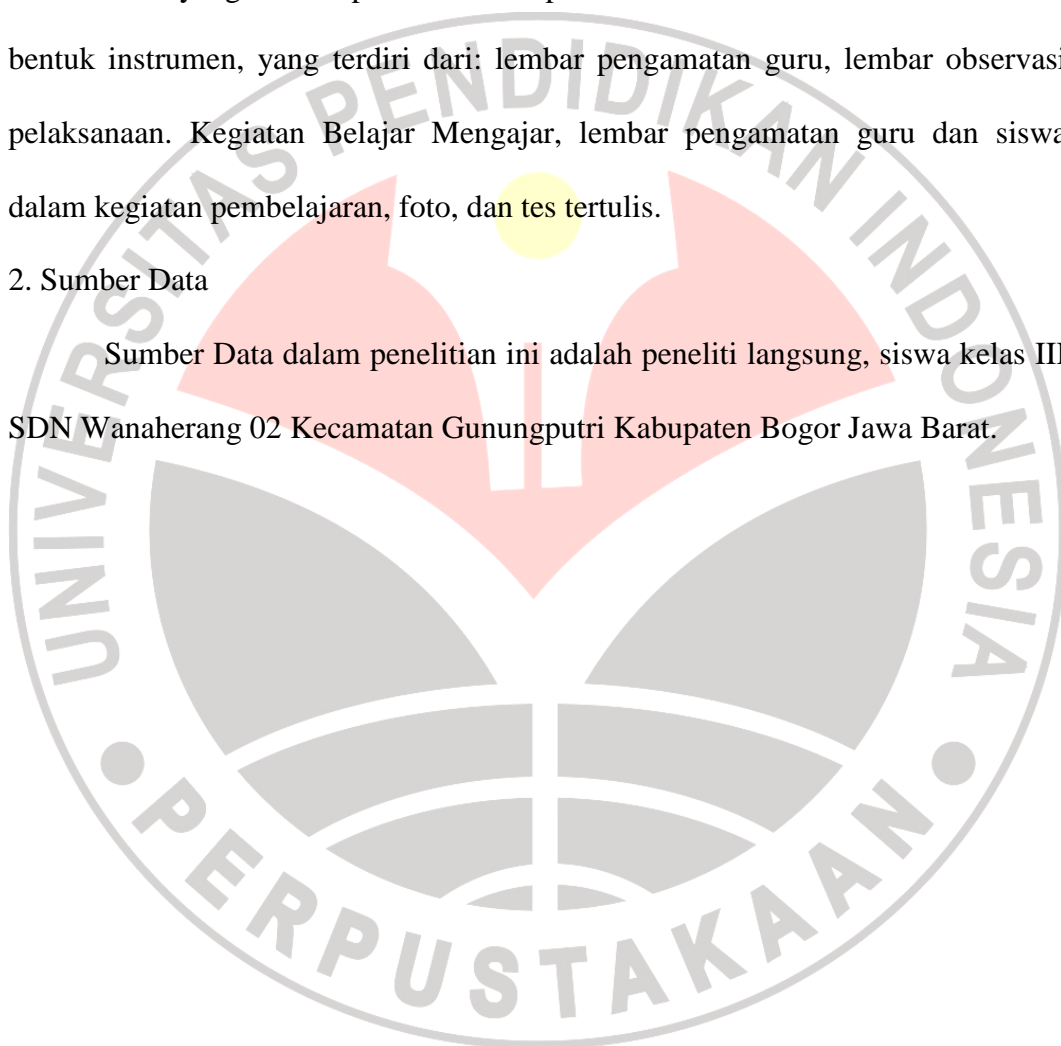 bentuk instrumen, yang terdiri dari: lembar pengamatan guru, lembar observasi
pelaksanaan. Kegiatan Belajar Mengajar, lembar pengamatan guru dan siswa
dalam kegiatan pembelajaran, foto, dan tes tertulis.
2. Sumber Data
Sumber Data dalam penelitian ini adalah peneliti langsung, siswa kelas III
SDN Wanaherang 02 Kecamatan Gunungputri Kabupaten Bogor Jawa Barat.
UNIVERSITAS PENDIDIKAN INDONESIA
PERPUSTAKAAN